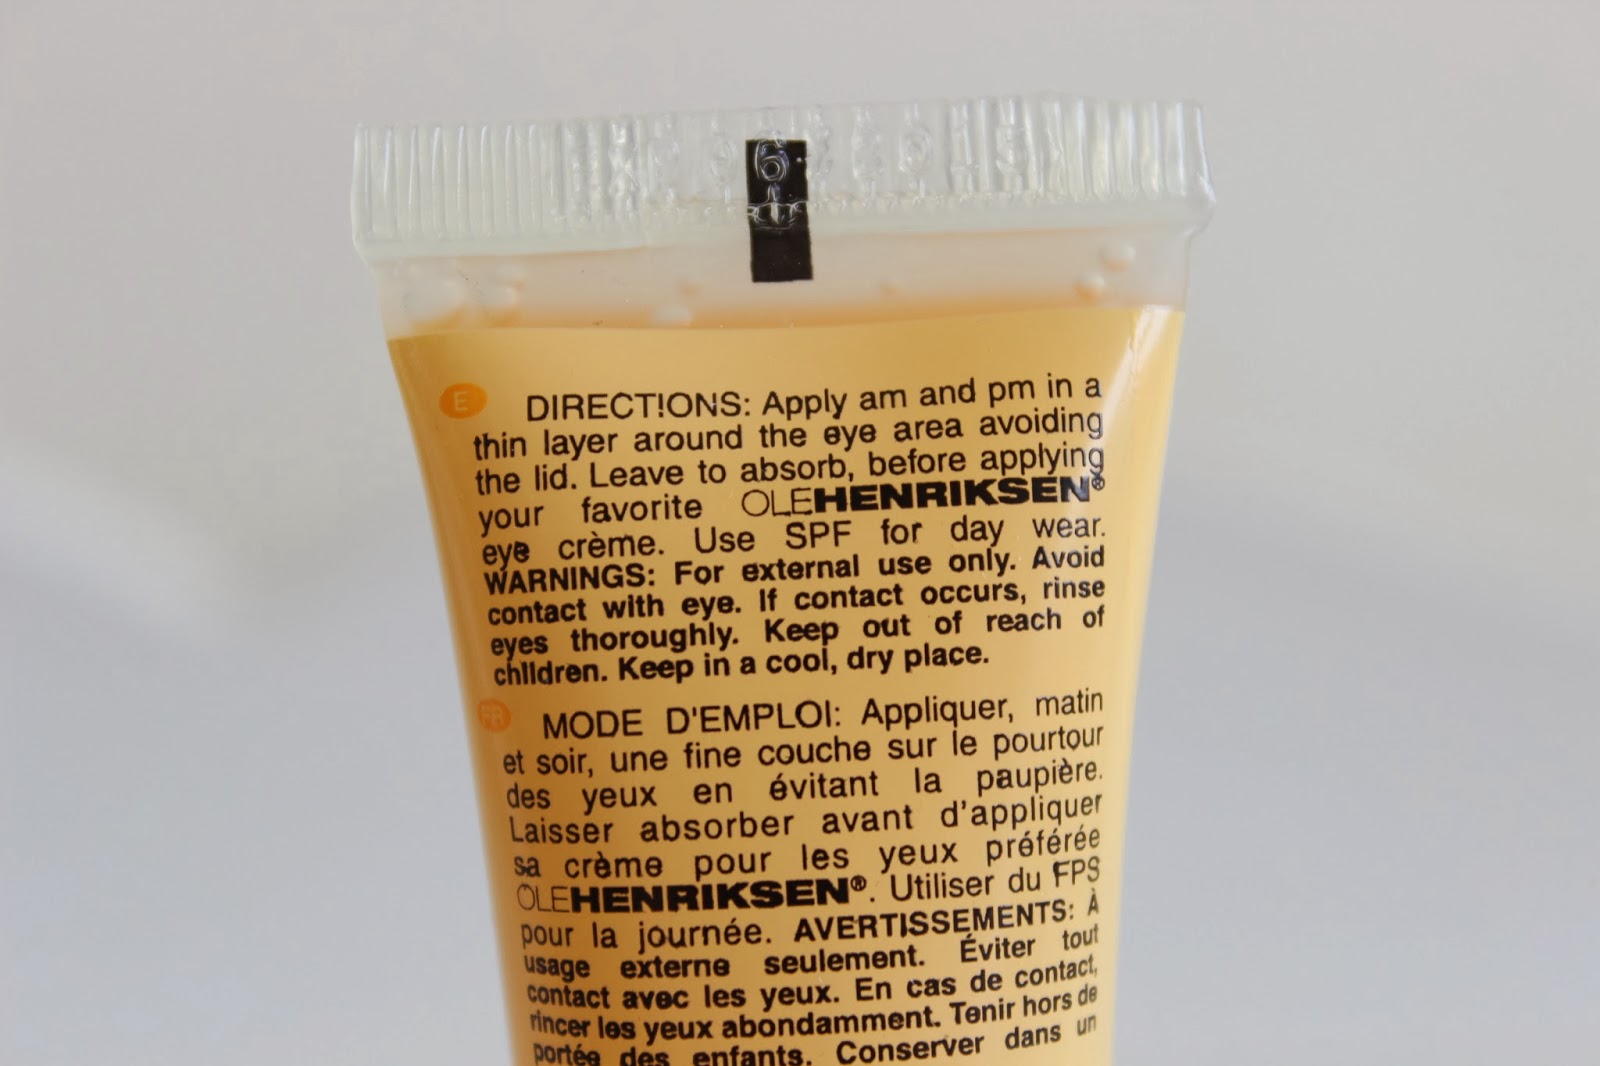 E DIRECTIONS: Apply am and pm in a
thin layer around the eye area avoiding
the lid. Leave to absorb, before applying
your favorite OLEHENRIKSEN®
eye crème. Use SPF for day wear.
WARNINGS: For external use only. Avoid
contact with eye. If contact occurs, rinse
eyes thoroughly. Keep out of reach of
children. Keep in a cool, dry place.
FR MODE D'EMPLOI: Appliquer, matin
et soir, une fine couche sur le pourtour
des yeux en évitant la paupière.
Laisser absorber avant d'appliquer
sa crème pour les yeux préférée
OLEHENRIKSEN®. Utiliser du FPS
pour la journée. AVERTISSEMENTS: À
usage externe seulement. Éviter tout
contact avec les yeux. En cas de contact,
rincer les yeux abondamment. Tenir hors de
portée des enfants. Conserver dans un